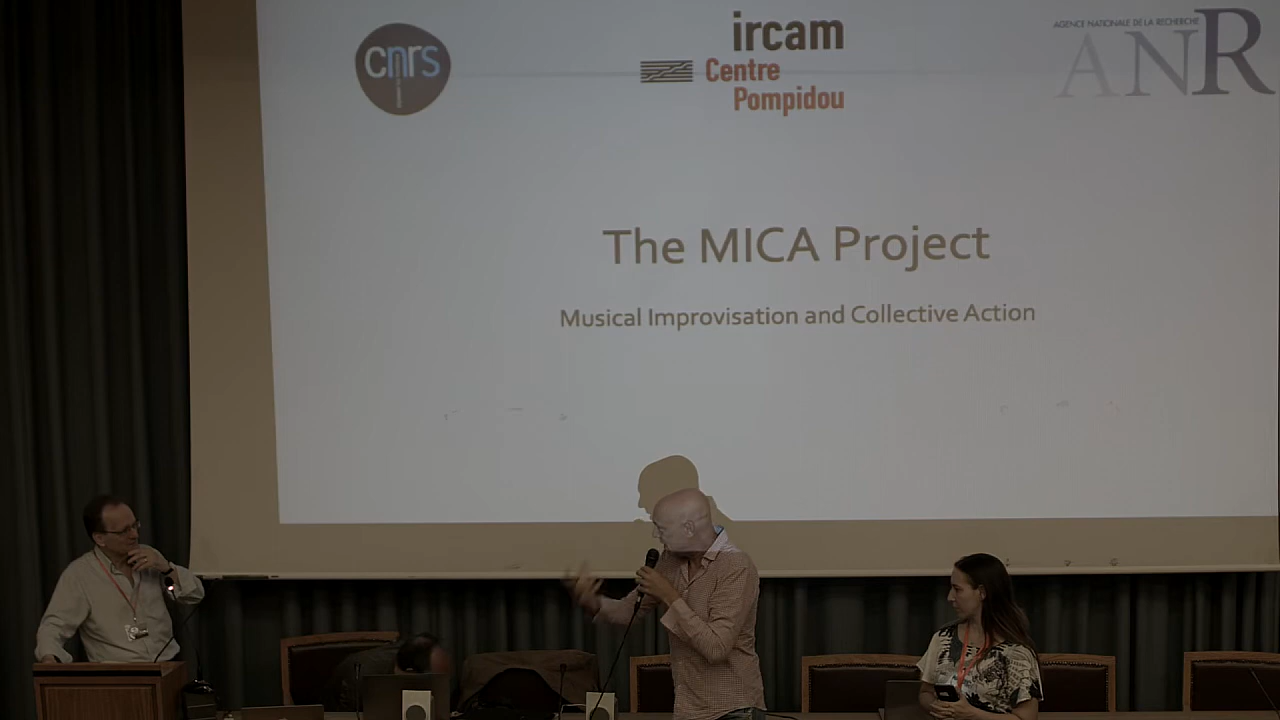 cnrs
ircam
Centre
Pompidou
AGENCE NATIONALE DE LA RECHERCHE
ANR
The MICA Project
Musical Improvisation and Collective Action